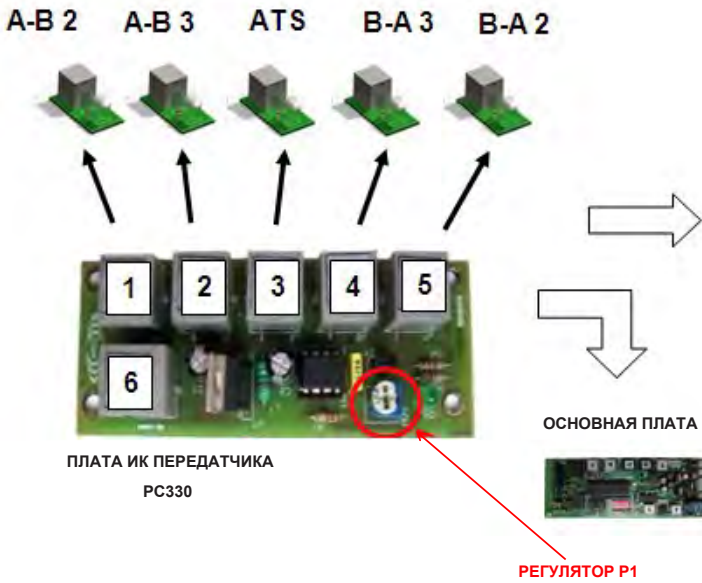 A-B 2 A-B 3 ATS B-A 3 B-A 2
1 2 3 4 5
6
ОСНОВНАЯ ПЛАТА
ПЛАТА ИК ПЕРЕДАТЧИКА
PC330
РЕГУЛЯТОР P1